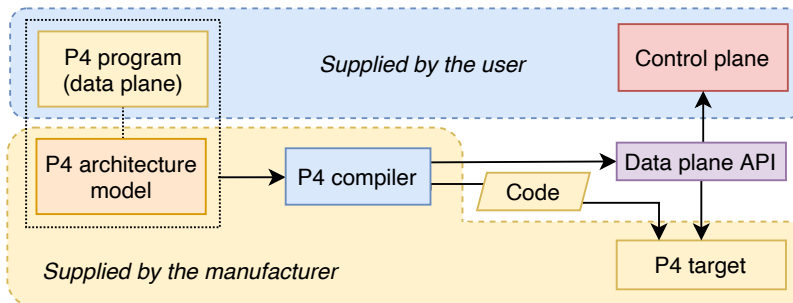 P4 program
(data plane)
Supplied by the user
Control plane
P4 architecture
model
P4 compiler
Data plane API
Code
P4 target
Supplied by the manufacturer